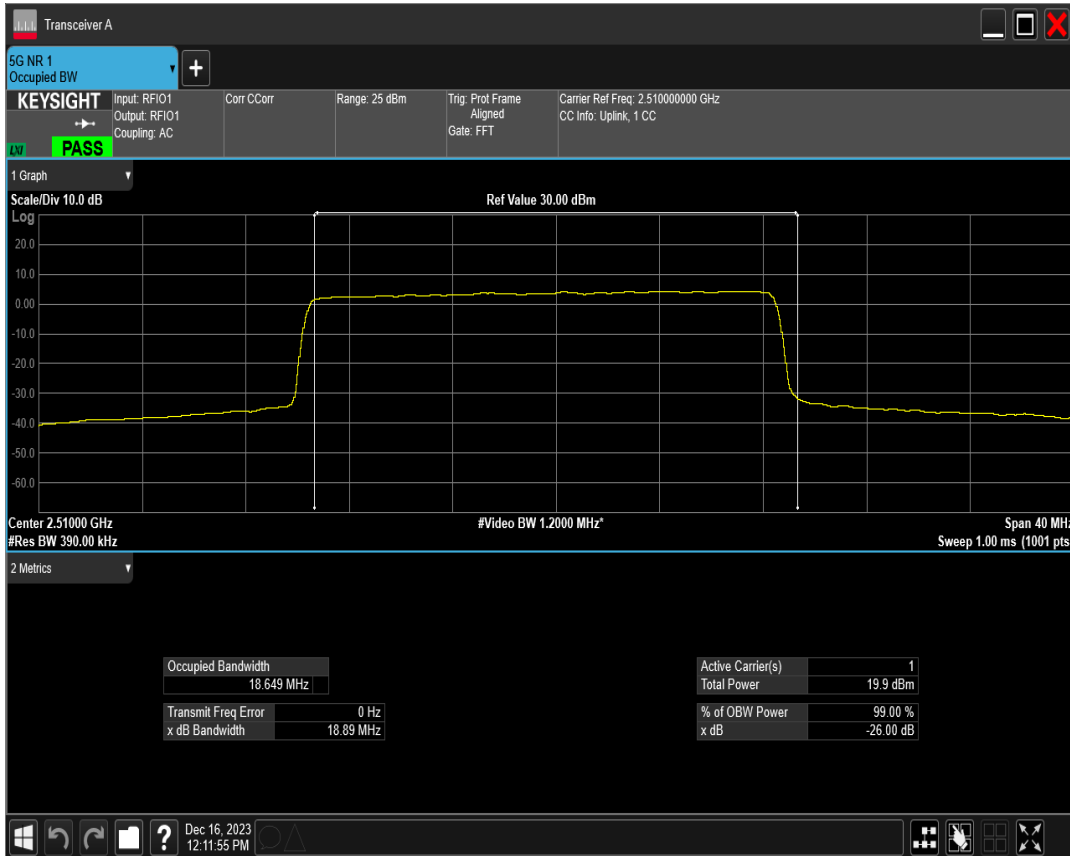 Transceiver A
5G NR 1
Occupied BW
+
KEYSIGHT
LXI
PASS
Input: RFIO1
Output: RFIO1
Coupling: AC
Corr CCorr
Range: 25 dBm
Trig: Prot Frame
Aligned
Gate: FFT
Carrier Ref Freq: 2.510000000 GHz
CC Info: Uplink, 1 CC
1 Graph
Scale/Div 10.0 dB
Ref Value 30.00 dBm
Log
20.0
10.0
0.00
-10.0
-20.0
-30.0
-40.0
-50.0
-60.0
Center 2.51000 GHz
#Video BW 1.2000 MHz*
Span 40 MHz
#Res BW 390.00 kHz
Sweep 1.00 ms (1001 pts
2 Metrics
Occupied Bandwidth
18.649 MHz
Transmit Freq Error 0 Hz
x dB Bandwidth 18.89 MHz
Active Carrier(s) 1
Total Power 19.9 dBm
% of OBW Power 99.00 %
x dB -26.00 dB
?
Dec 16, 2023
12:11:55 PM